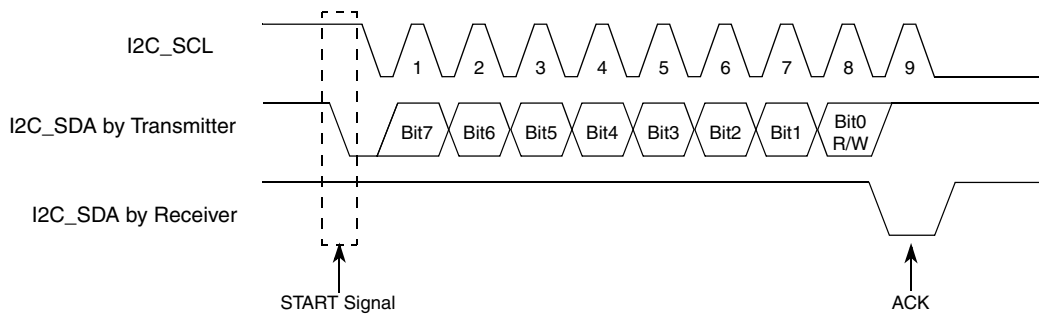 I2C_SCL
1 2 3 4 5 6 7 8 9
I2C_SDA by Transmitter
Bit7 Bit6 Bit5 Bit4 Bit3 Bit2 Bit1 Bit0
R/W
I2C_SDA by Receiver
START Signal
ACK